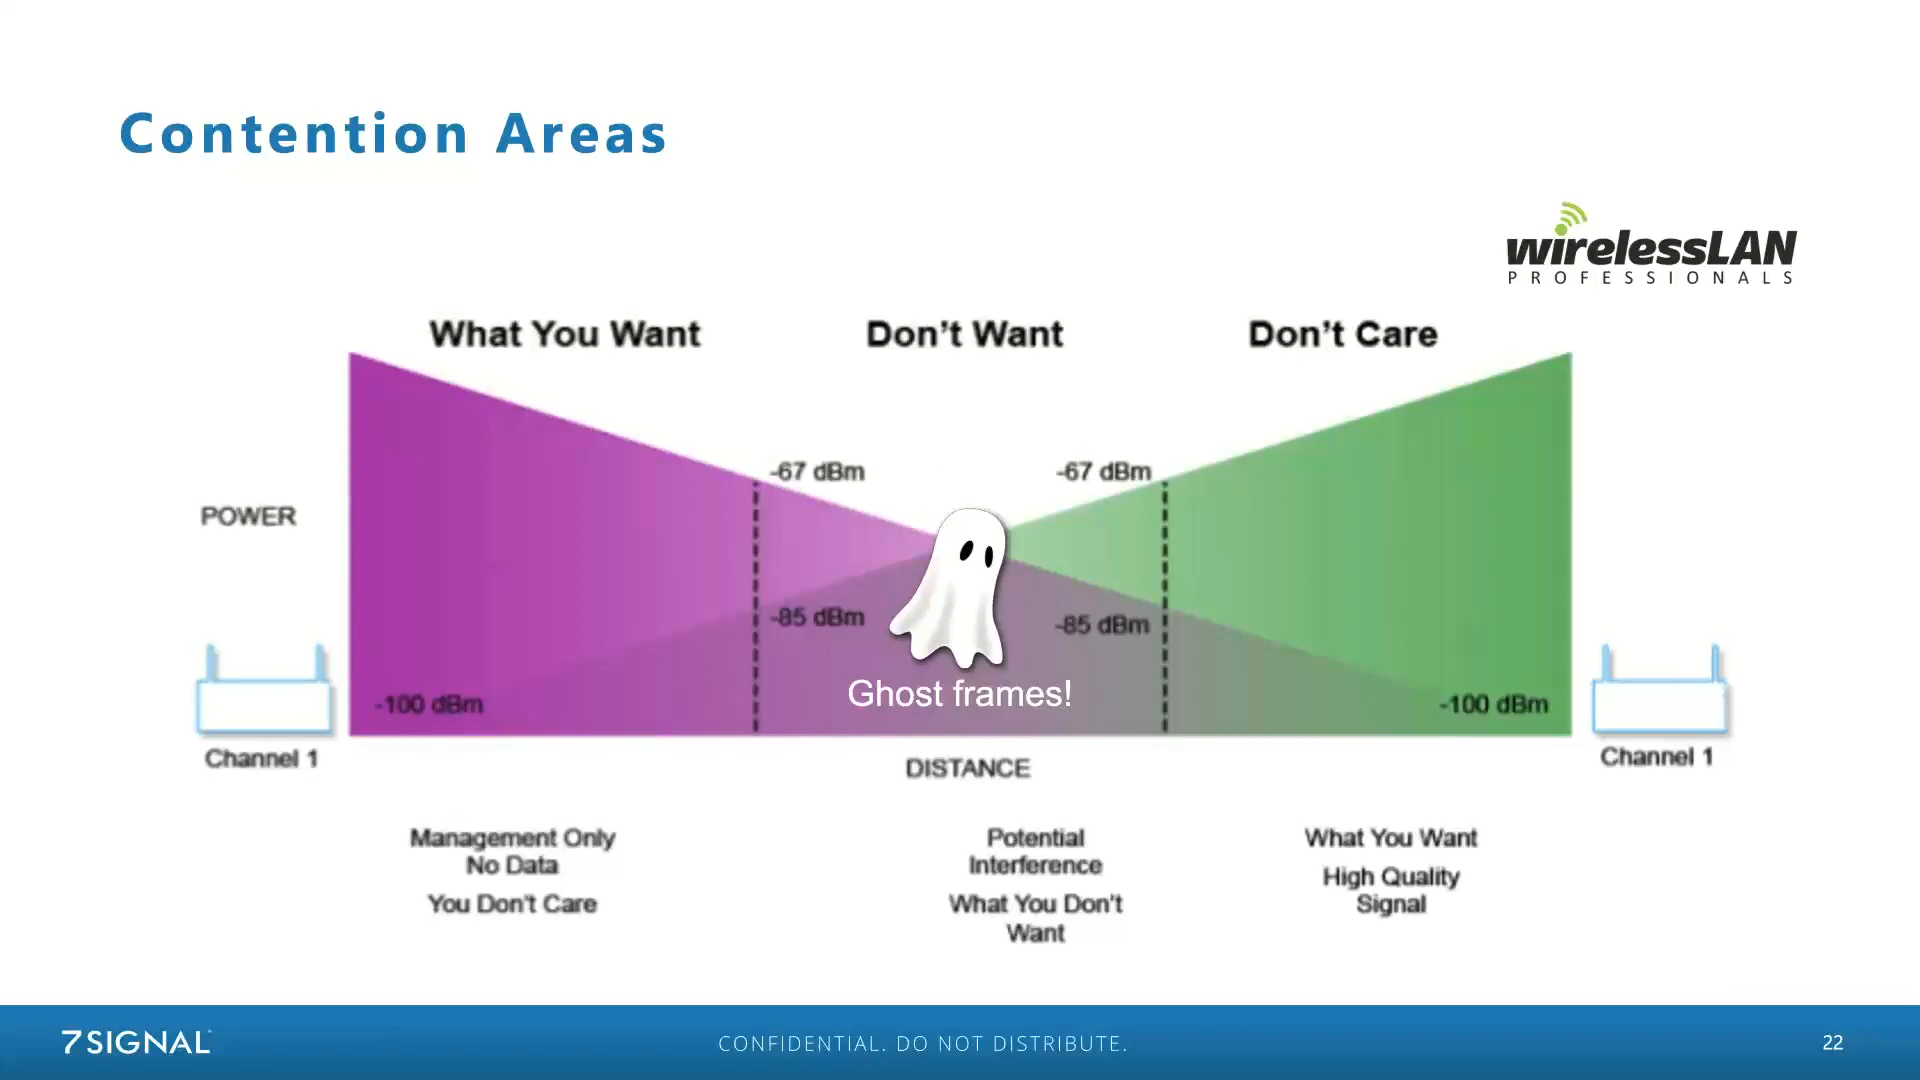 Contention Areas
wirelessLAN
PROFESSIONALS
What You Want
Don't Want
Don't Care
-67 dBm
-67 dBm
POWER
-85 dBm
-85 dBm
Ghost frames!
-100 dBm
-100 dBm
Channel 1
Channel 1
DISTANCE
Management Only
No Data
You Don't Care
Potential
Interference
What You Don't
Want
What You Want
High Quality
Signal
7SIGNAL
CONFIDENTIAL. DO NOT DISTRIBUTE.
22